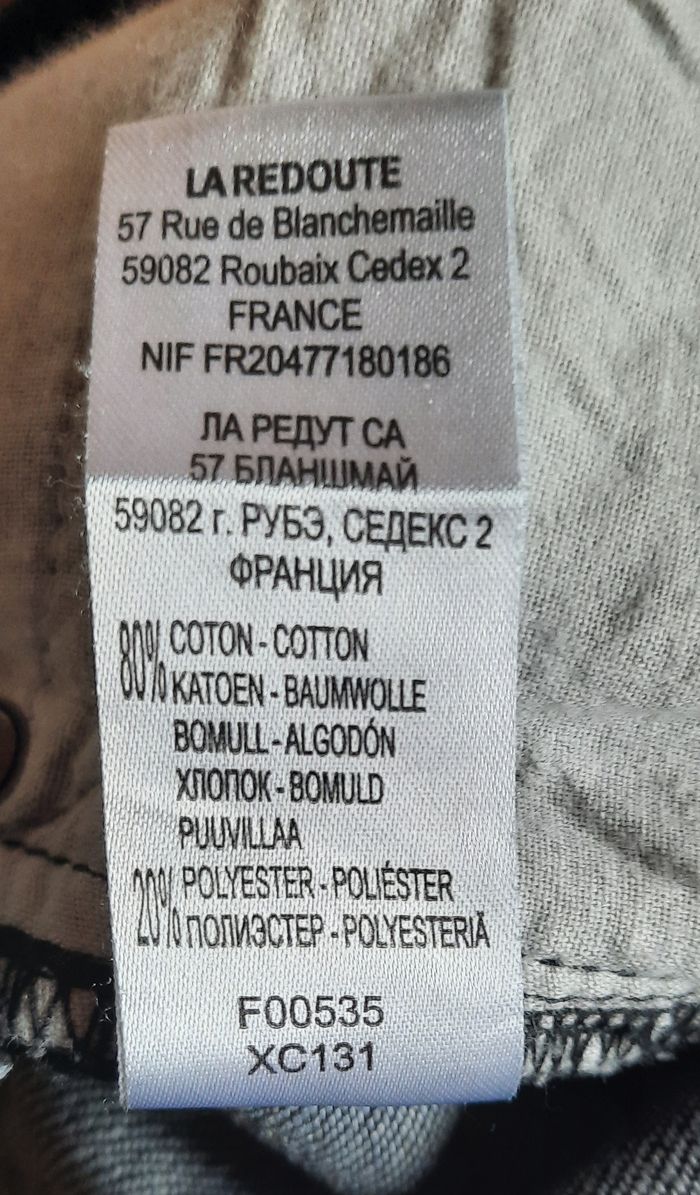 LA REDOUTE
57 Rue de Blanchemaille
59082 Roubaix Cedex 2
FRANCE
NIF FR20477180186
ЛА РЕДУТ СА
57 БЛАНШМАЙ
59082 г. РУБЭ, СЕДЕКС 2
ФРАНЦИЯ
80% COTON - COTTON
KATOEN - BAUMWOLLE
BOMULL - ALGODÓN
ХЛОПОК - BOMULD
PUUVILLAA
20% POLYESTER - POLIÉSTER
ПОЛИЭСТЕР - POLYESTERIÄ
F00535
XC131